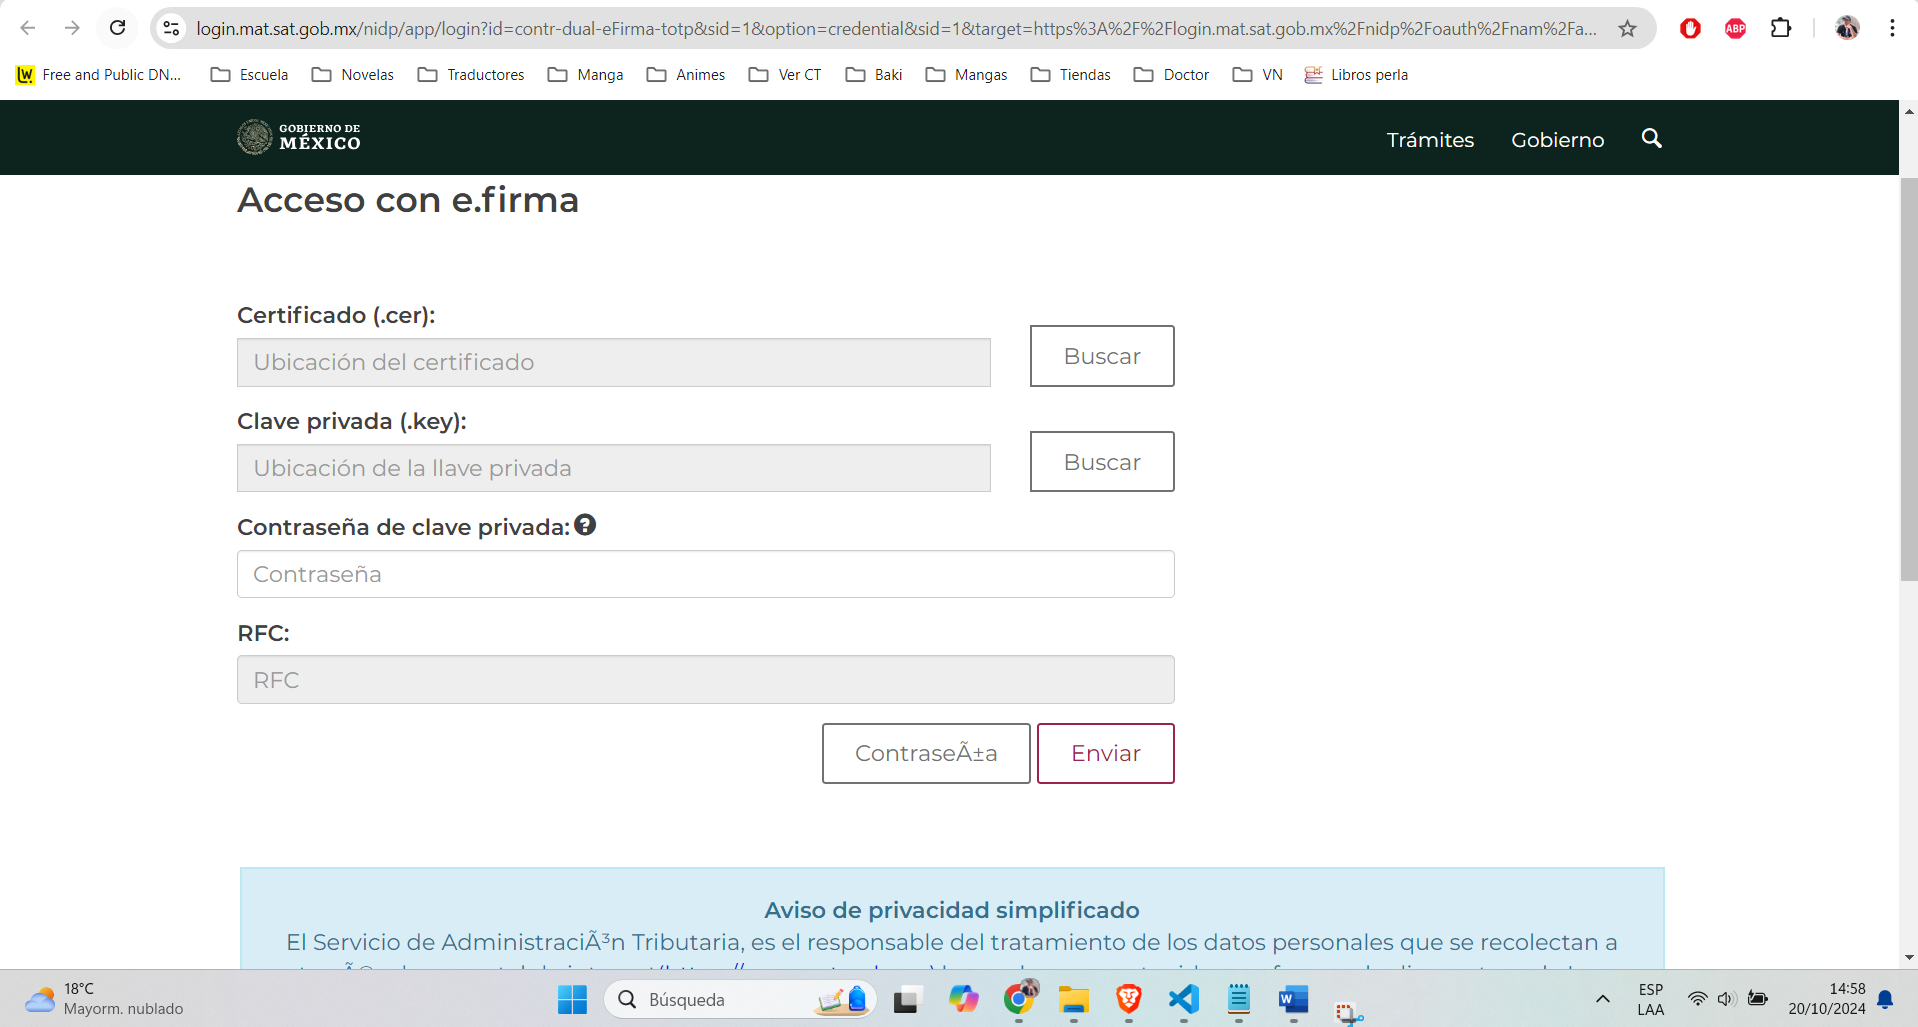 login.mat.sat.gob.mx/nidp/app/login?id=contr-dual-eFirma-totp&sid=1&option=credential&sid=1&target=https%3A%2F%2Flogin.mat.sat.gob.mx%2Fnidp%2Foauth%2Fnam%2Fa...
ABP
Free and Public DN...
Escuela
Novelas
Traductores
Manga
Animes
Ver CT
Baki
Mangas
Tiendas
Doctor
VN
Libros perla
GOBIERNO DE
MÉXICO
Trámites
Gobierno
Acceso con e.firma
Certificado (.cer):
Ubicación del certificado
Buscar
Clave privada (.key):
Ubicación de la llave privada
Buscar
Contraseña de clave privada:
Contraseña
RFC:
RFC
ContraseÃ±a
Enviar
Aviso de privacidad simplificado
El Servicio de AdministraciÃ³n Tributaria, es el responsable del tratamiento de los datos personales que se recolectan a
18°C
Mayorm. nublado
Búsqueda
ESP
LAA
14:58
20/10/2024